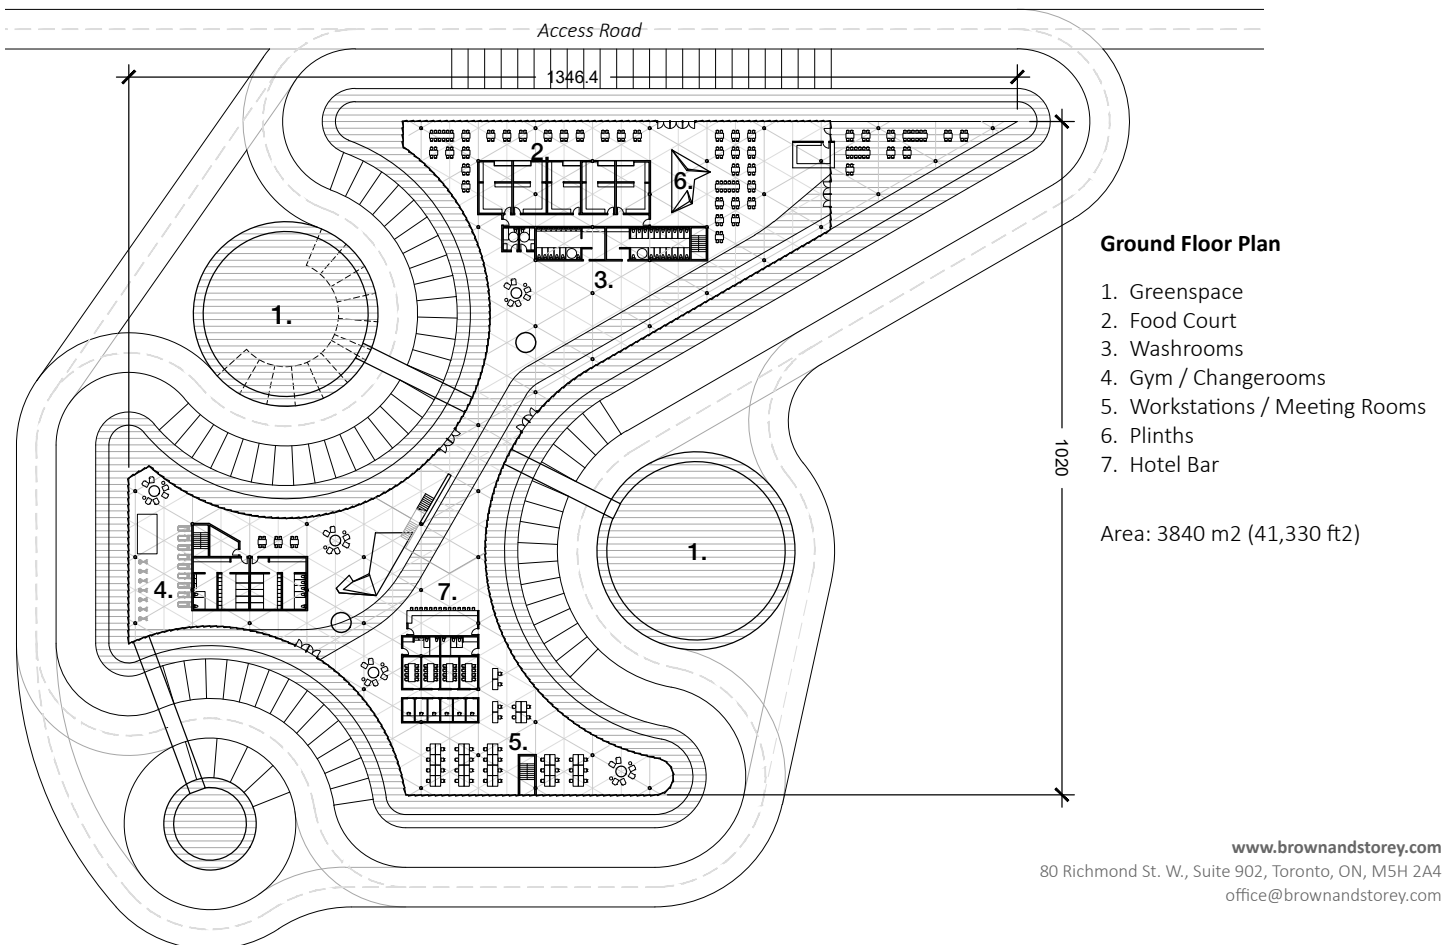 Access Road
1346.4
2.
6.
3.
1.
1020
4.
7.
1.
5.
Ground Floor Plan
1. Greenspace
2. Food Court
3. Washrooms
4. Gym / Changerooms
5. Workstations / Meeting Rooms
6. Plinths
7. Hotel Bar
Area: 3840 m2 (41,330 ft2)
www.brownandstorey.com
80 Richmond St. W., Suite 902, Toronto, ON, M5H 2A4
office@brownandstorey.com